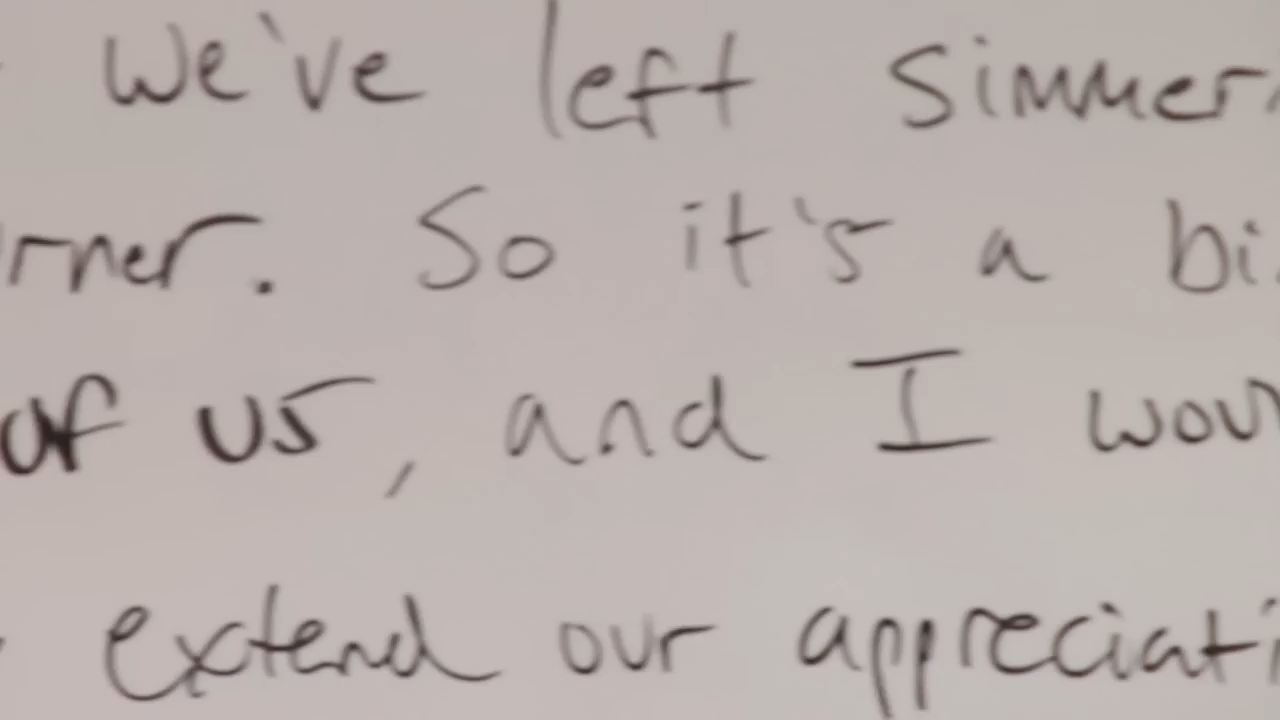 We've left simmer
rner. So it's a bi
of us, and I wou
extend our appreciati